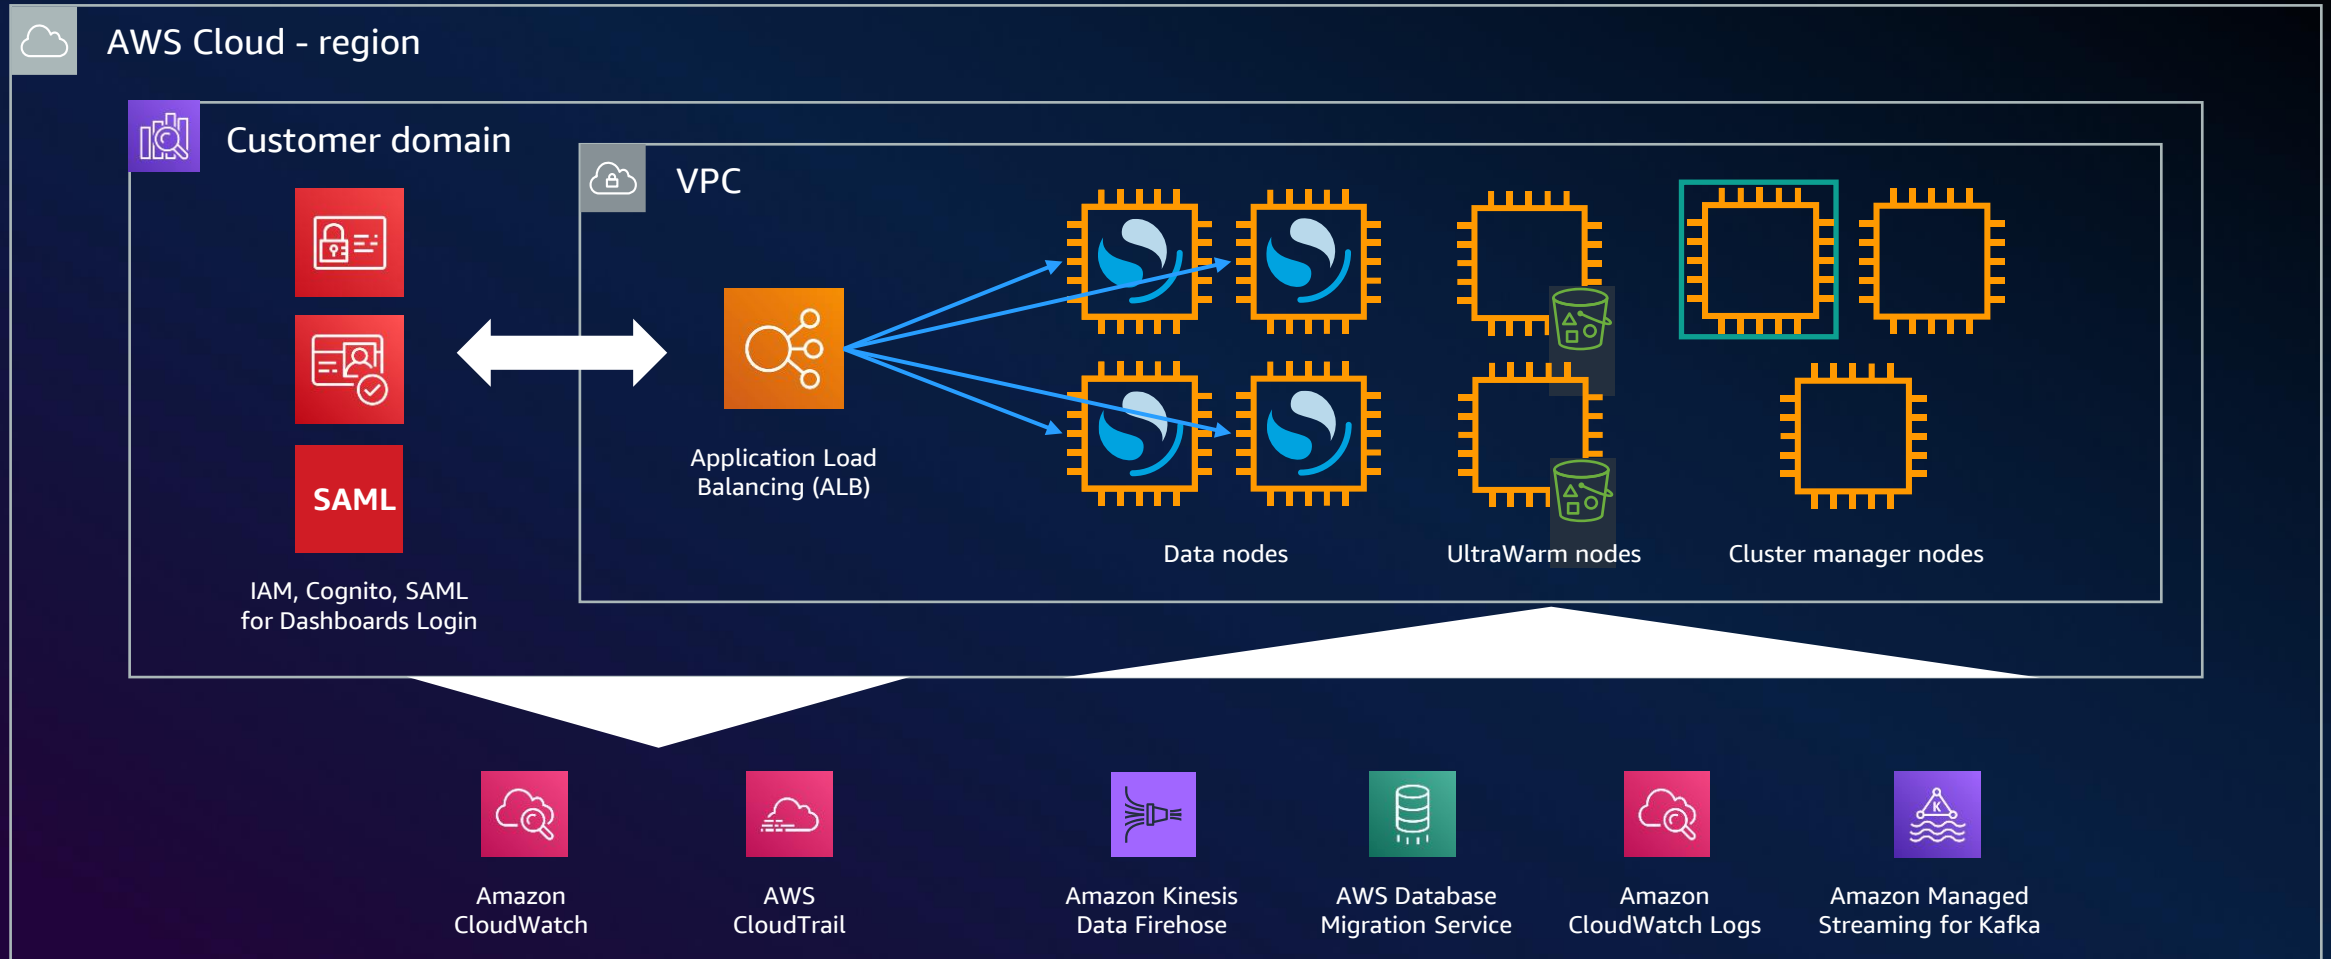 AWS Cloud - region
Customer domain
VPC
SAML
IAM, Cognito, SAML
for Dashboards Login
Application Load
Balancing (ALB)
Data nodes
UltraWarm nodes
Cluster manager nodes
Amazon
CloudWatch
AWS
CloudTrail
Amazon Kinesis
Data Firehose
AWS Database
Migration Service
Amazon
CloudWatch Logs
K
Amazon Managed
Streaming for Kafka